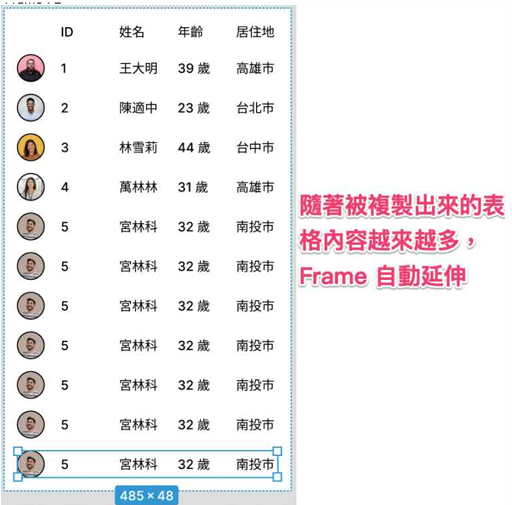 ID 姓名 年齡 居住地
1 王大明 39 歲 高雄市
2 陳適中 23 歲 台北市
3 林雪莉 44 歲 台中市
4 萬林林 31 歲 高雄市
5 宮林科 32 歲 南投市
5 宮林科 32 歲 南投市
5 宮林科 32 歲 南投市
5 宮林科 32 歲 南投市
5 宮林科 32 歲 南投市
5 宮林科 32 歲 南投市
5 宮林科 32 歲 南投市
485 × 48
隨著被複製出來的表
格內容越來越多，
Frame 自動延伸